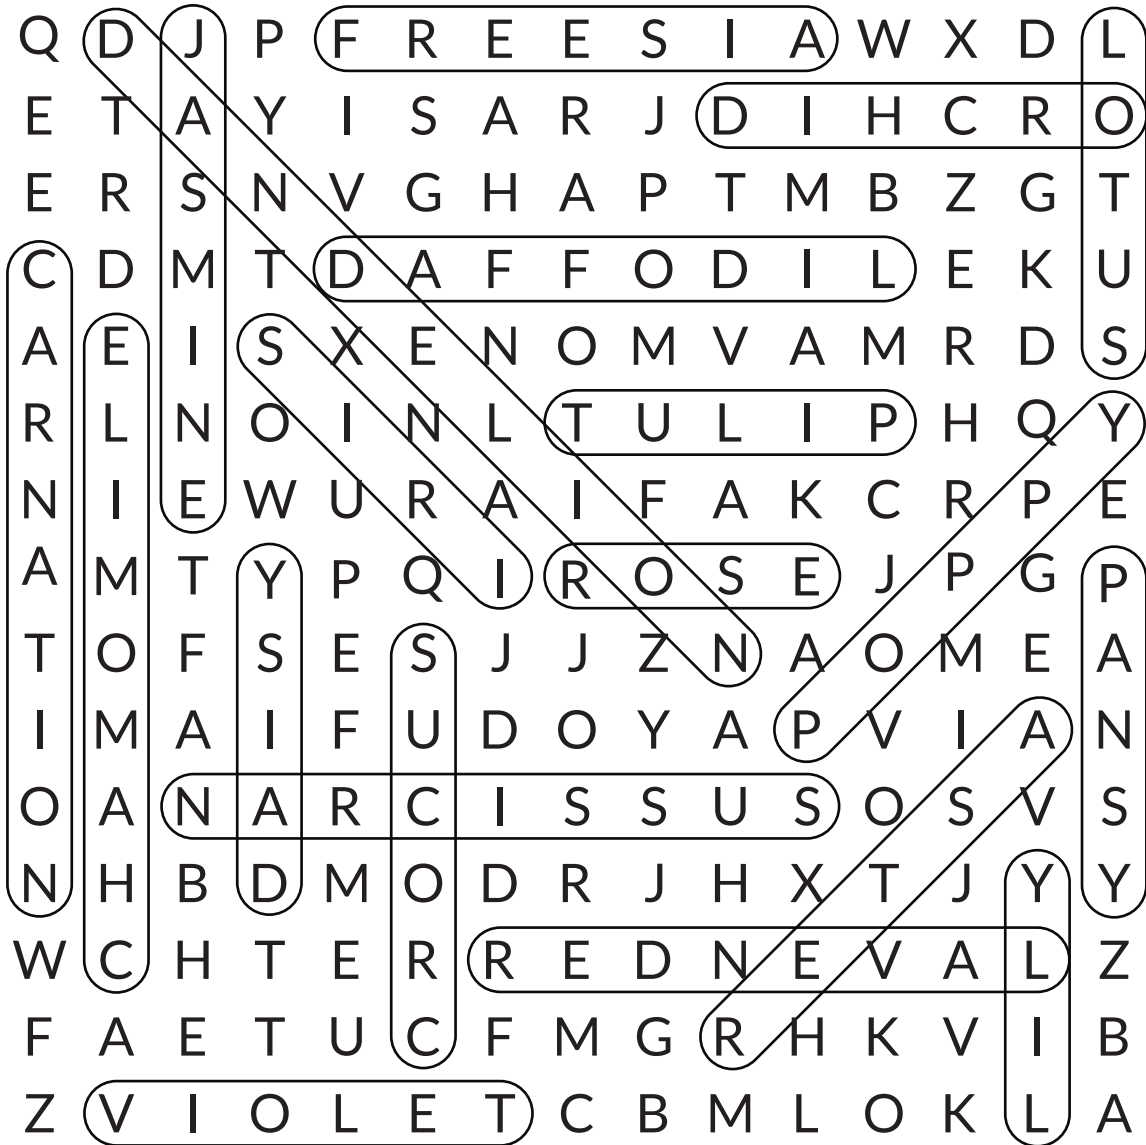 Q D J P F R E E S I A W X D L
E T A Y I S A R J D I H C R O
E R S N V G H A P T M B Z G T
C D M T D A F F O D I L E K U
A E I S X E N O M V A M R D S
R L N O I N L T U L I P H Q Y
N I E W U R A I F A K C R P E
A M T Y P Q I R O S E J P G P
T O F S E S J J Z N A O M E A
I M A I F U D O Y A P V I A N
O A N A R C I S S U S O S V S
N H B D M O D R J H X T J Y Y
W C H T E R R E D N E V A L Z
F A E T U C F M G R H K V I B
Z V I O L E T C B M L O K L A